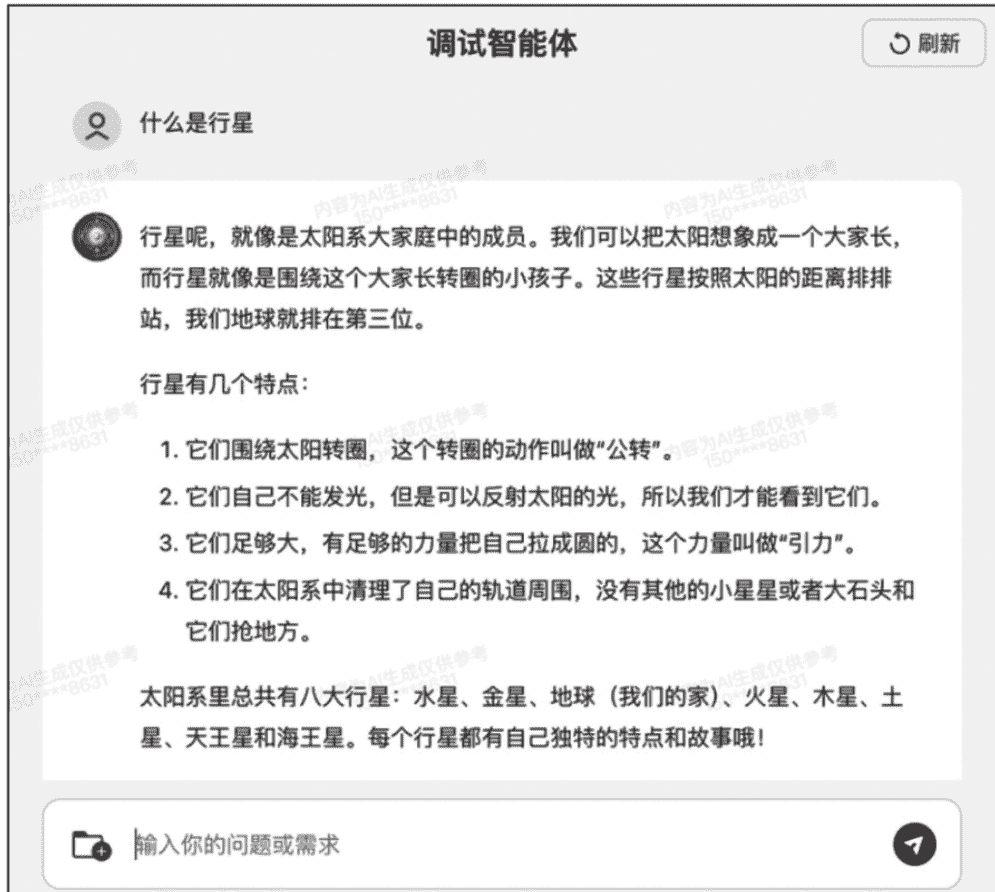 调试智能体
刷新
什么是行星
行星呢，就像是太阳系大家庭中的成员。我们可以把太阳想象成一个大家长，
而行星就像是围绕这个大家长转圈的小孩子。这些行星按照太阳的距离排排
站，我们地球就排在第三位。
行星有几个特点：
1. 它们围绕太阳转圈，这个转圈的动作叫做“公转”。
2. 它们自己不能发光，但是可以反射太阳的光，所以我们才能看到它们。
3. 它们足够大，有足够的力量把自己拉成圆的，这个力量叫做“引力”。
4. 它们在太阳系中清理了自己的轨道周围，没有其他的小星星或者大石头和
它们抢地方。
太阳系里总共有八大行星：水星、金星、地球（我们的家）、火星、木星、土
星、天王星和海王星。每个行星都有自己独特的特点和故事哦！
输入你的问题或需求
内容为AI生成仅供参考
150****8631